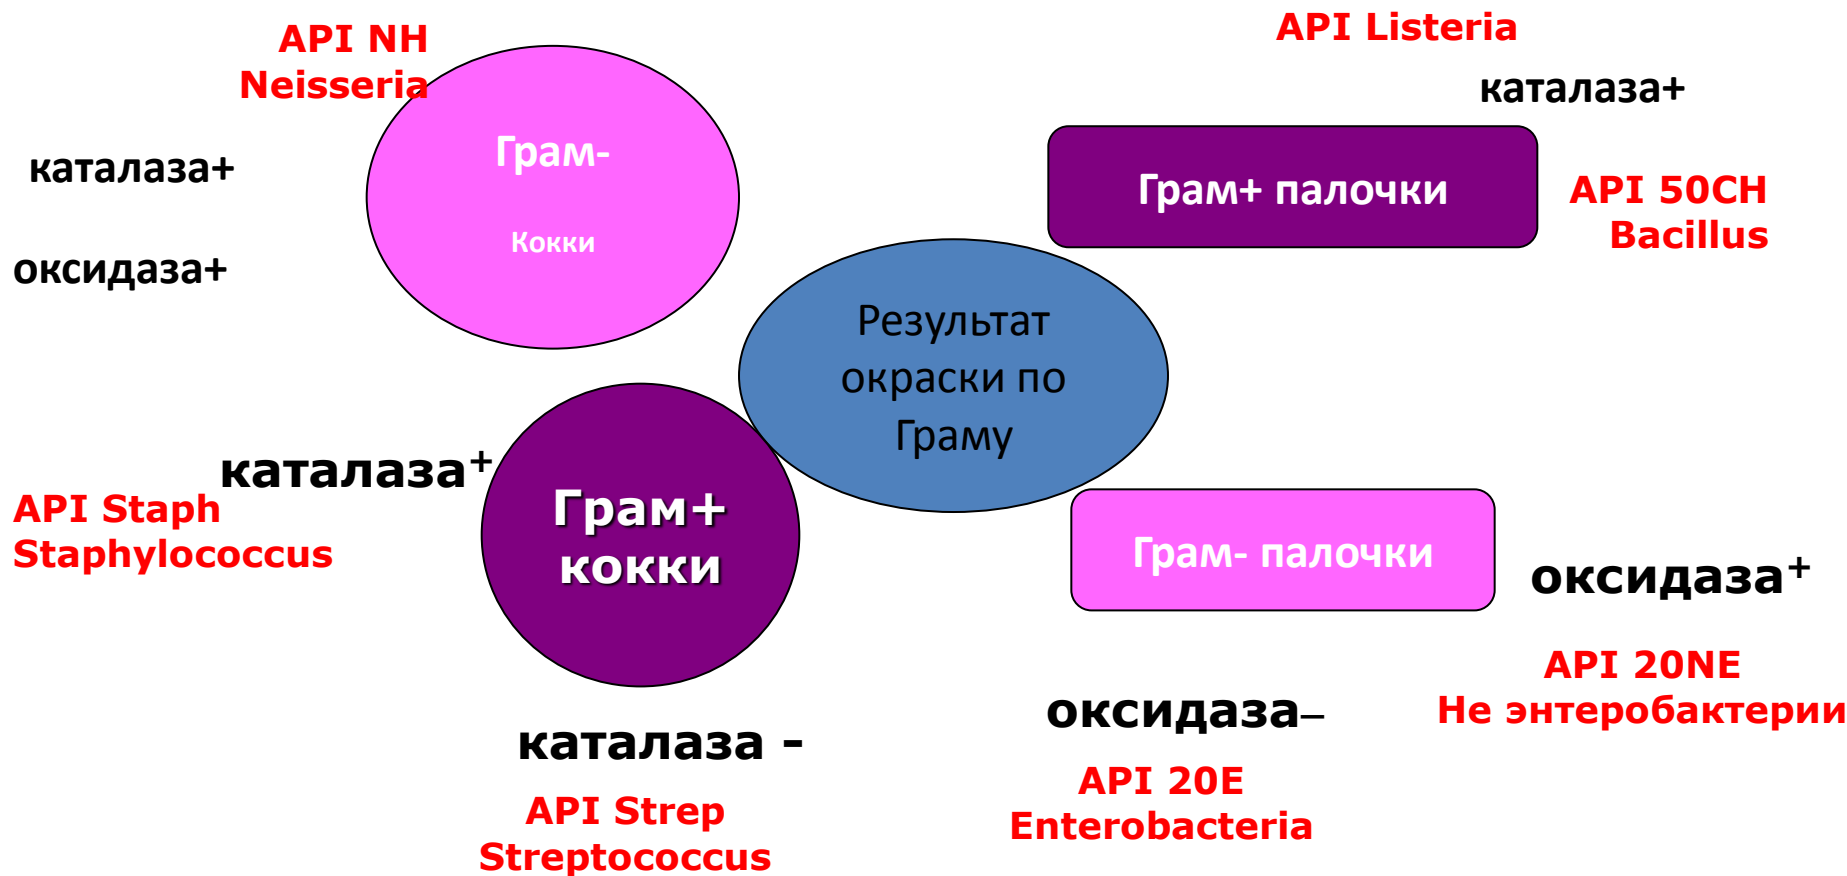 API NH
Neisseria
каталаза+
оксидаза+
Грам-
Кокки
API Listeria
каталаза+
Грам+ палочки
API 50CH
Bacillus
Результат
окраски по
Граму
каталаза+
API Staph
Staphylococcus
Грам+
кокки
каталаза -
API Strep
Streptococcus
Грам- палочки
оксидаза+
API 20NE
Не энтеробактерии
оксидаза–
API 20E
Enterobacteria